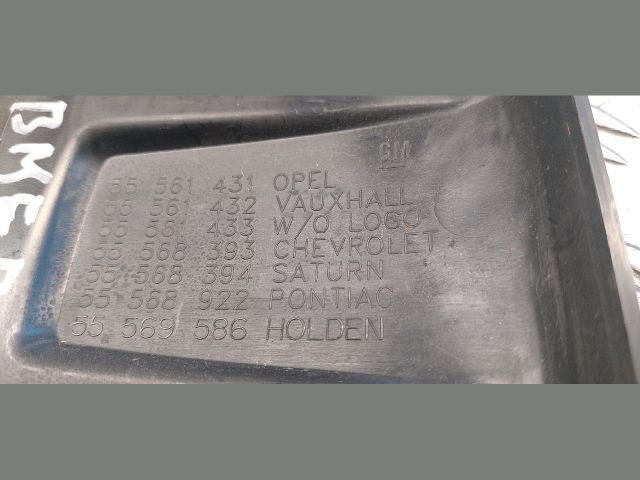 GM
55 561 431 OPEL
55 561 432 VAUXHALL
55 561 433 W/O LOGO
55 568 393 CHEVROLET
55 568 394 SATURN
55 568 922 PONTIAC
55 569 586 HOLDEN